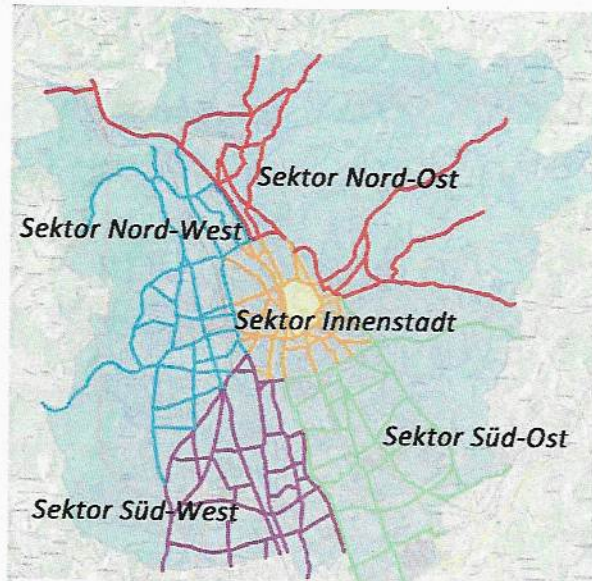 Sektor Nord-Ost
Sektor Nord-West
Sektor Innenstadt
Sektor Süd-Ost
Sektor Süd-West